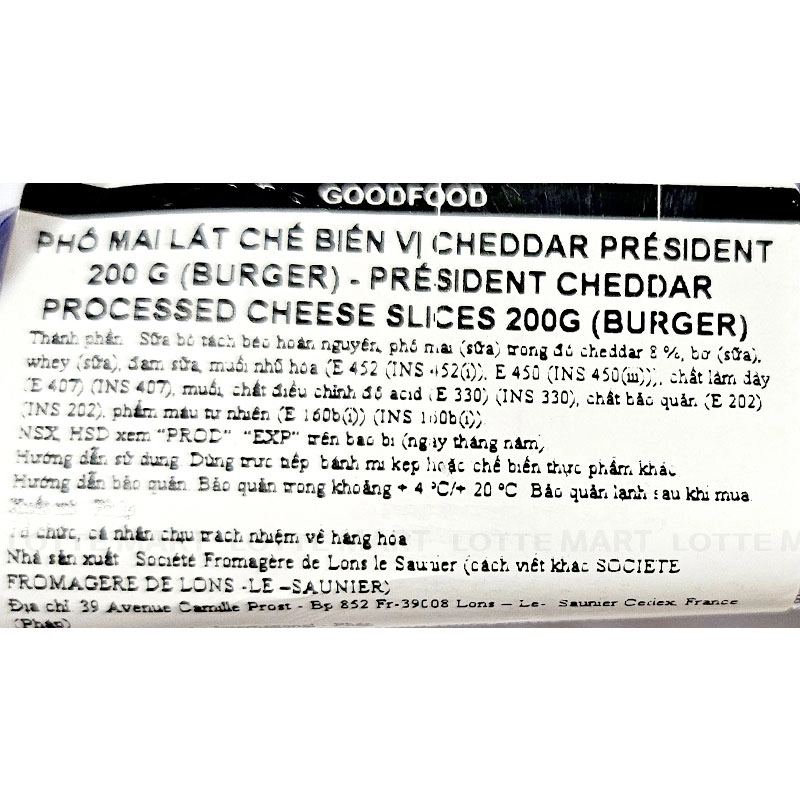 GOODFOOD
PHÔ MAI LÁT CHẾ BIẾN VỊ CHEDDAR PRÉSIDENT
200 G (BURGER) - PRÉSIDENT CHEDDAR
PROCESSED CHEESE SLICES 200G (BURGER)
Thành phần: Sữa bò tách béo hoàn nguyên, phô mai (sữa) trong đó cheddar 8 %, bơ (sữa),
whey (sữa), đạm sữa, muối nhũ hóa (E 452 (INS 452(i)), E 450 (INS 450(iii))), chất làm dày
(E 407) (INS 407), muối, chất điều chỉnh độ acid (E 330) (INS 330), chất bảo quản (E 202)
(INS 202), phẩm màu tự nhiên (E 160b(i)) (INS 160b(i))
NSX, HSD xem "PROD" "EXP" trên bao bì (ngày tháng năm)
Hướng dẫn sử dụng: Dùng trực tiếp, bánh mì kẹp hoặc chế biến thực phẩm khác
Hướng dẫn bảo quản: Bảo quản trong khoảng + 4 °C/+ 20 °C Bảo quản lạnh sau khi mua
Tổ chức, cá nhân chịu trách nhiệm về hàng hóa
LOTTE MART LOTTE MART LOTTE M
Nhà sản xuất: Société Fromagère de Lons le Saunier (cách viết khác SOCIETE
FROMAGERE DE LONS -LE –SAUNIER)
Địa chỉ: 39 Avenue Camille Prost - Bp 852 Fr-39008 Lons – Le- Saunier Cedex, France
(Pháp)